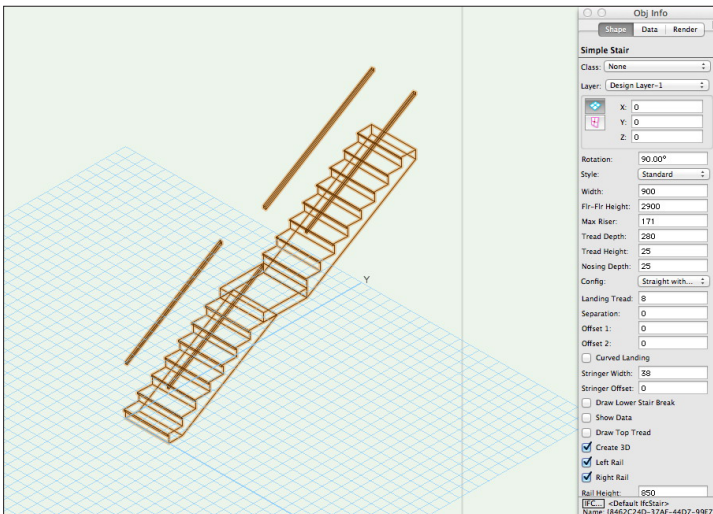 Obj Info
Shape Data Render
Simple Stair
Class: None
Layer: Design Layer-1
X: 0
Y: 0
Z: 0
Rotation: 90.00°
Style: Standard
Width: 900
Flr-Flr Height: 2900
Max Riser: 171
Tread Depth: 280
Tread Height: 25
Nosing Depth: 25
Config: Straight with...
Landing Tread: 8
Separation: 0
Offset 1: 0
Offset 2: 0
Curved Landing
Stringer Width: 38
Stringer Offset: 0
Draw Lower Stair Break
Show Data
Draw Top Tread
Create 3D
Left Rail
Right Rail
Rail Height: 850
IFC... <Default IfcStair>
Name:
Y